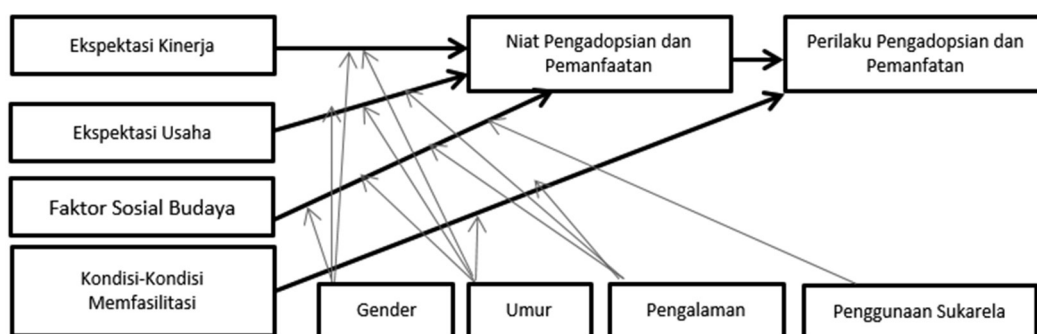 Ekspektasi Kinerja
Niat Pengadopsian dan
Pemanfaatan
Perilaku Pengadopsian dan
Pemanfatan
Ekspektasi Usaha
Faktor Sosial Budaya
Kondisi-Kondisi
Memfasilitasi
Gender
Umur
Pengalaman
Penggunaan Sukarela